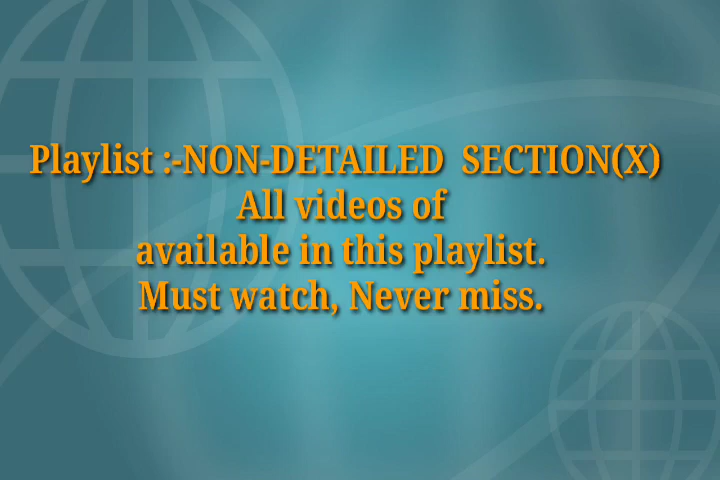 Playlist :-NON-DETAILED SECTION(X)
All videos of
available in this playlist.
Must watch, Never miss.